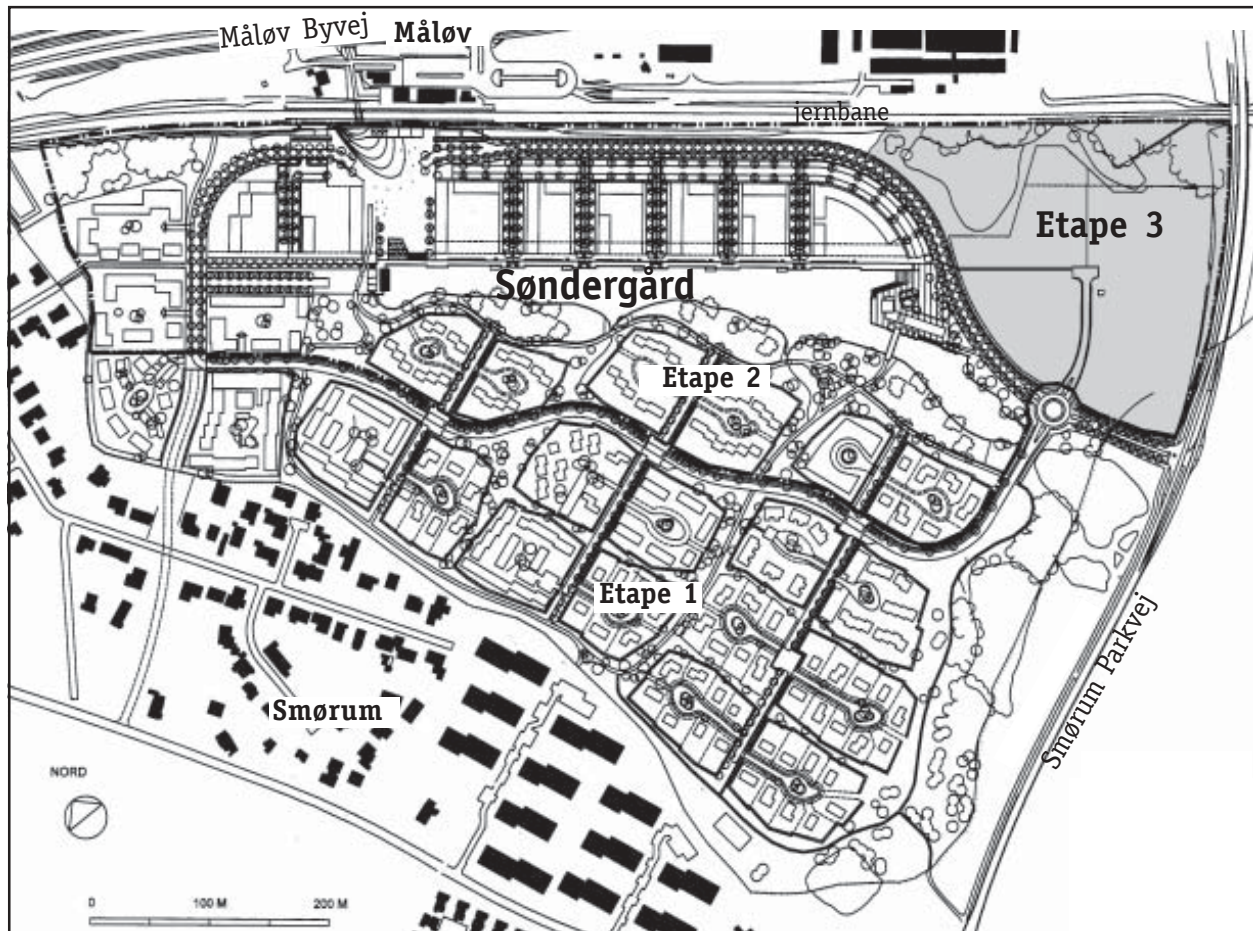 Måløv Byvej
Måløv
jernbane
Etape 3
Søndergård
Etape 2
Etape 1
Smørum
Smørum Parkvej
NORD
0 100 M 200 M